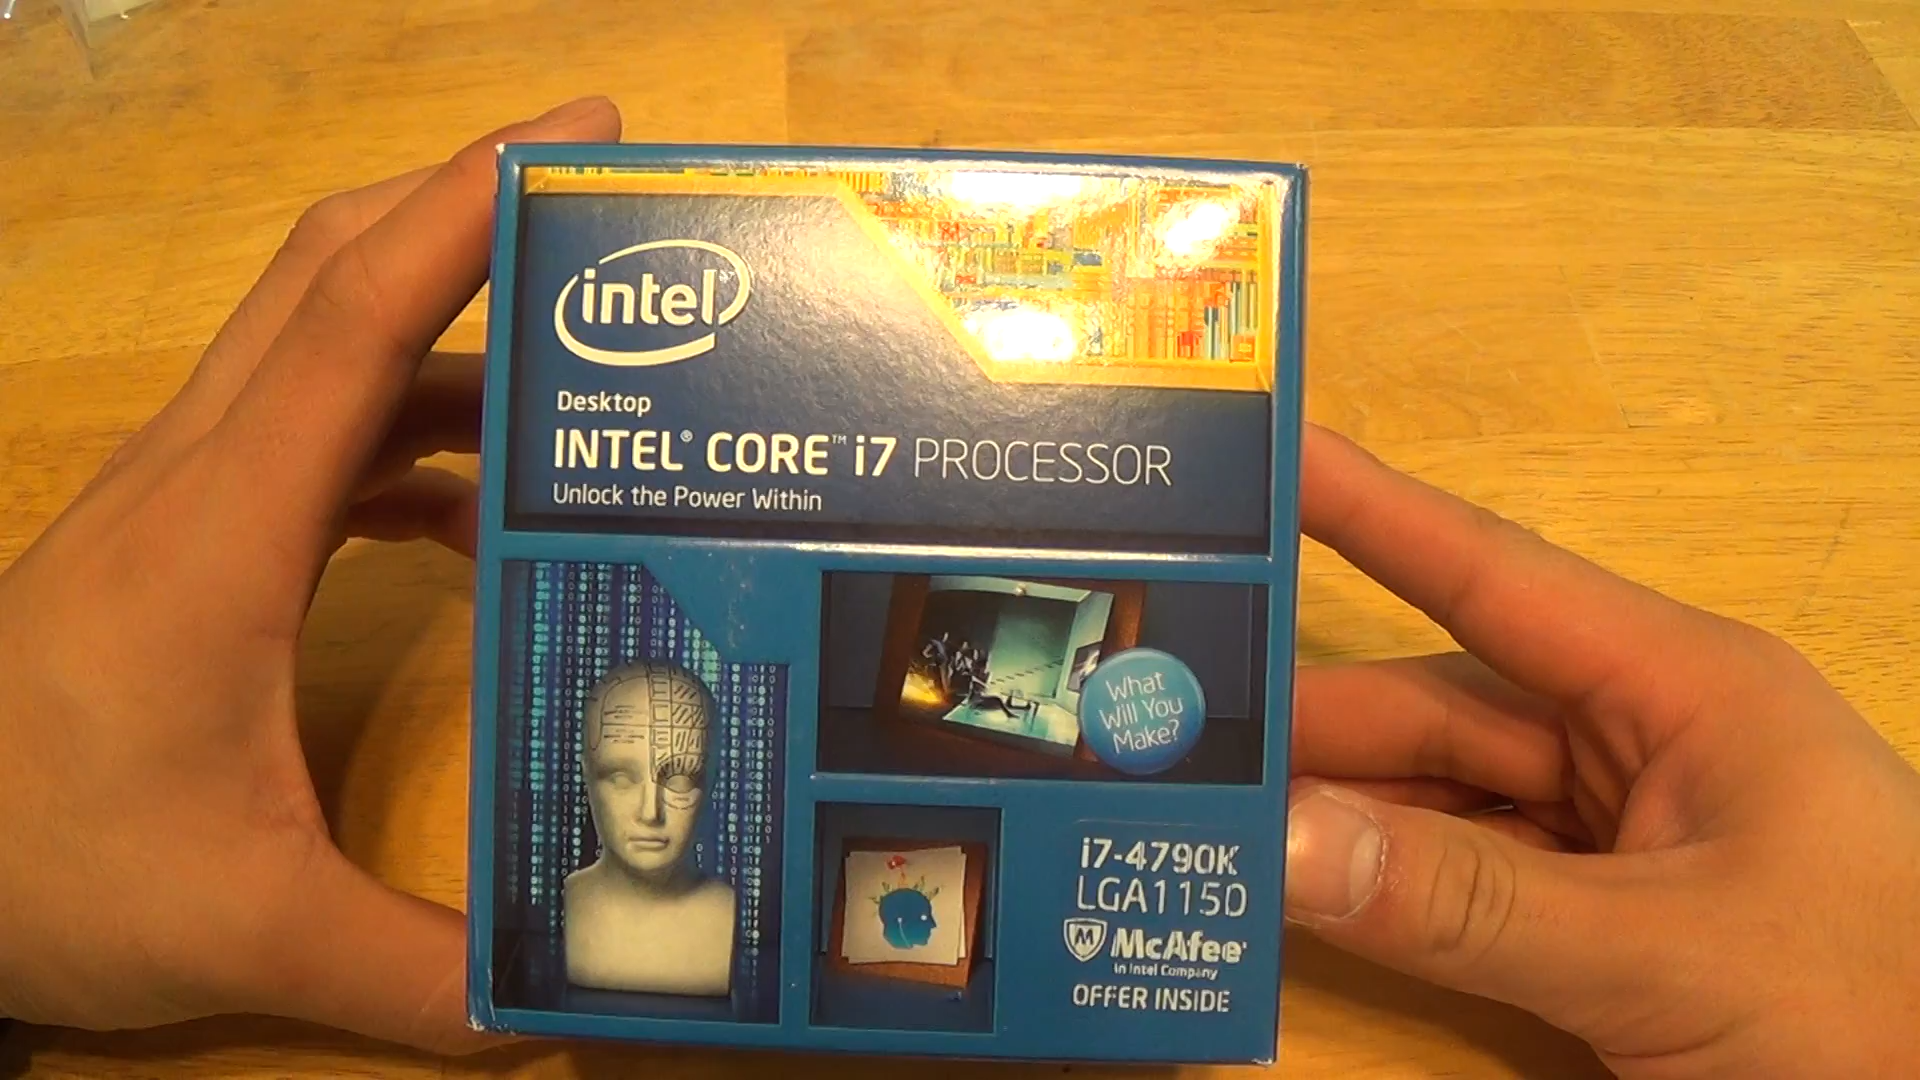 intel™
Desktop
INTEL® CORE™ i7 PROCESSOR
Unlock the Power Within
What
Will You
Make?
i7-4790K
LGA1150
McAfee
An Intel Company
OFFER INSIDE